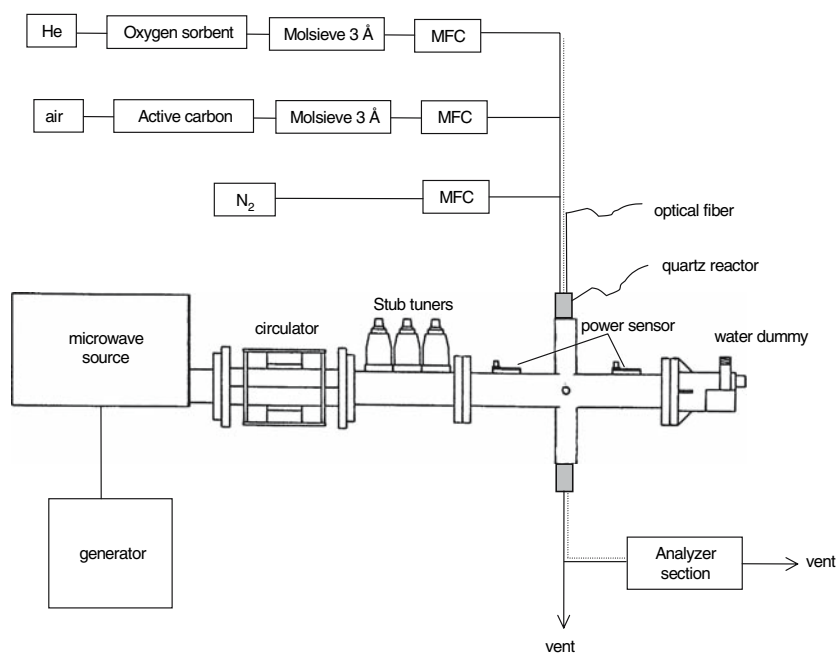 He
Oxygen sorbent
Molsieve 3 Å
MFC
air
Active carbon
Molsieve 3 Å
MFC
N₂
MFC
optical fiber
quartz reactor
Stub tuners
power sensor
circulator
water dummy
microwave
source
generator
Analyzer
section
vent
vent